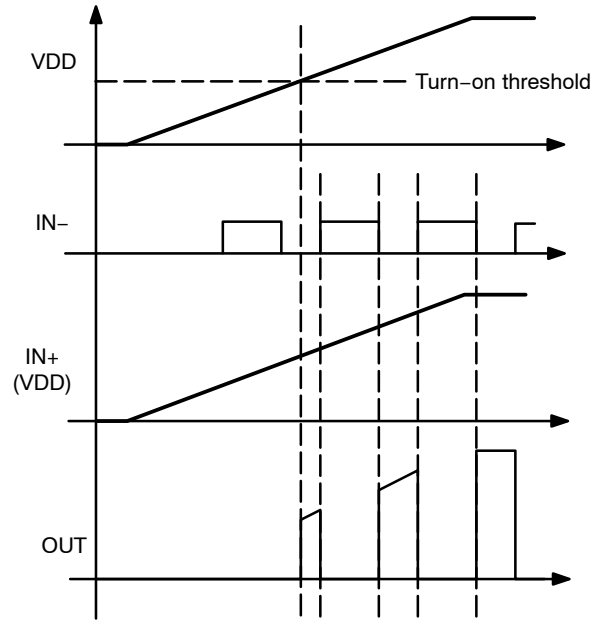 VDD
Turn−on threshold
IN−
IN+
(VDD)
OUT